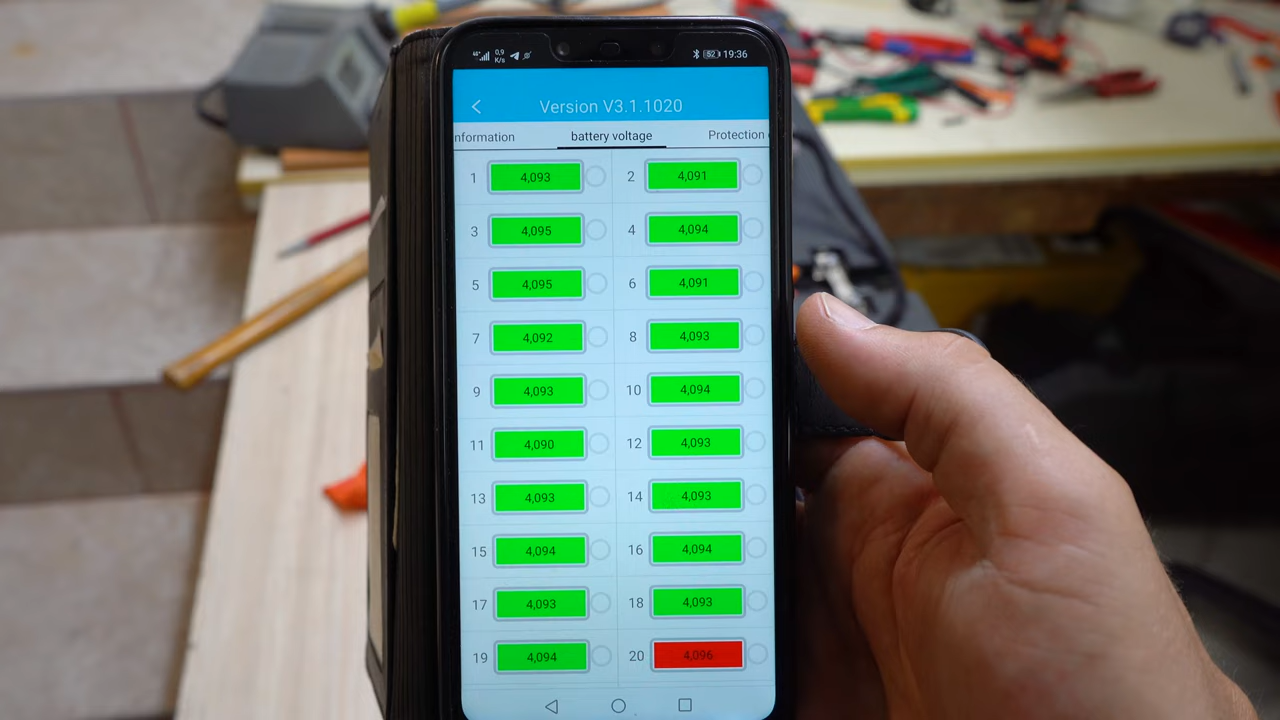 0,9
K/s
52 19:36
Version V3.1.1020
nformation battery voltage Protection
1 4,093 2 4,091
3 4,095 4 4,094
5 4,095 6 4,091
7 4,092 8 4,093
9 4,093 10 4,094
11 4,090 12 4,093
13 4,093 14 4,093
15 4,094 16 4,094
17 4,093 18 4,093
19 4,094 20 4,096